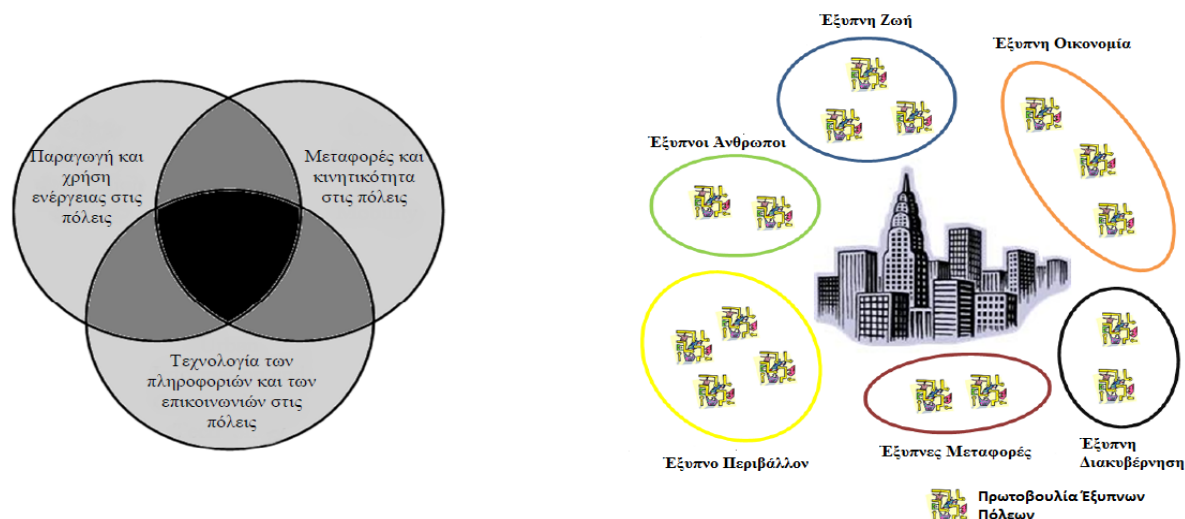 Παραγωγή και
χρήση
ενέργειας στις
πόλεις
Μεταφορές και
κινητικότητα
στις πόλεις
Τεχνολογία των
πληροφοριών και των
επικοινωνιών στις
πόλεις
Έξυπνη Ζωή
Έξυπνη Οικονομία
Έξυπνοι Άνθρωποι
Έξυπνο Περιβάλλον
Έξυπνες Μεταφορές
Έξυπνη
Διακυβέρνηση
Πρωτοβουλία Έξυπνων
Πόλεων